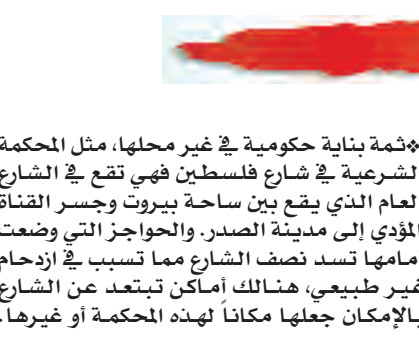 ❖ثمة بناية حكومية في غير محلها، مثل المحكمة
الشرعية في شارع فلسطين فهي تقع في الشارع
العام الذي يقع بين ساحة بيروت وجسر القناة
المؤدي إلى مدينة الصدر. والحواجز التي وضعت
أمامها تسد نصف الشارع مما تسبب في ازدحام
غير طبيعي، هنالك أماكن تبتعد عن الشارع
بالإمكان جعلها مكاناً لهذه المحكمة أو غيرها.